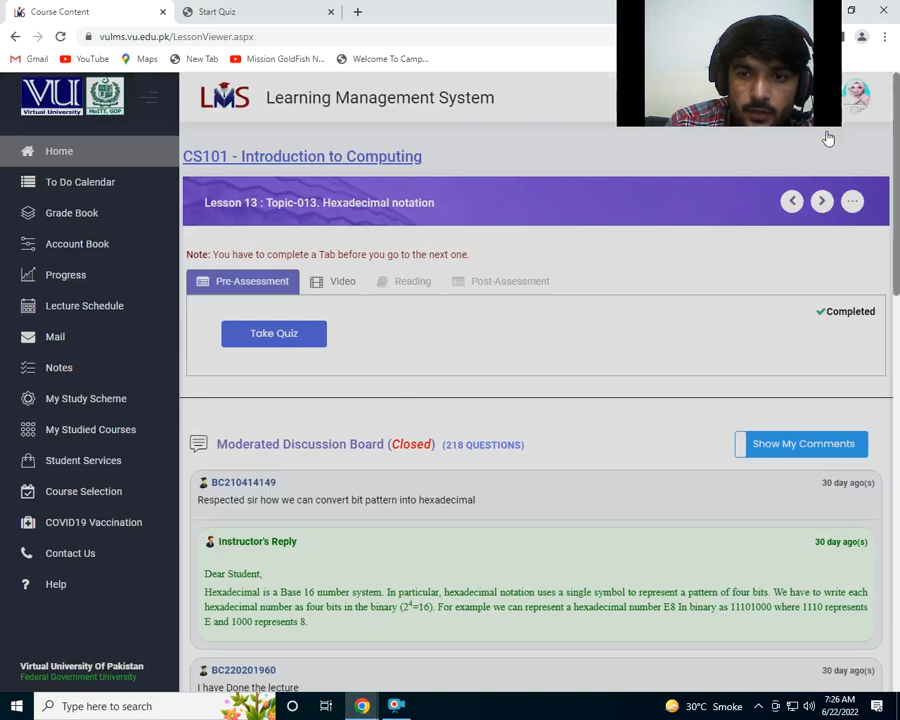 Course Content
Start Quiz
vulms.vu.edu.pk/LessonViewer.aspx
Gmail
YouTube
Maps
New Tab
Mission GoldFish N...
Welcome To Camp...
VU
Virtual University
MoITT, GOP
LMS
Learning Management System
Home
To Do Calendar
Grade Book
Account Book
Progress
Lecture Schedule
Mail
Notes
My Study Scheme
My Studied Courses
Student Services
Course Selection
COVID19 Vaccination
Contact Us
Help
Virtual University Of Pakistan
Federal Government University
CS101 - Introduction to Computing
Lesson 13 : Topic-013. Hexadecimal notation
Note: You have to complete a Tab before you go to the next one.
Pre-Assessment
Video
Reading
Post-Assessment
Completed
Take Quiz
Moderated Discussion Board (Closed) (218 QUESTIONS)
Show My Comments
BC210414149
30 day ago(s)
Respected sir how we can convert bit pattern into hexadecimal
Instructor's Reply
30 day ago(s)
Dear Student,
Hexadecimal is a Base 16 number system. In particular, hexadecimal notation uses a single symbol to represent a pattern of four bits. We have to write each
hexadecimal number as four bits in the binary (2⁴=16). For example we can represent a hexadecimal number E8 In binary as 11101000 where 1110 represents
E and 1000 represents 8.
BC220201960
30 day ago(s)
I have Done the lecture
Type here to search
30°C Smoke
7:26 AM
6/22/2022